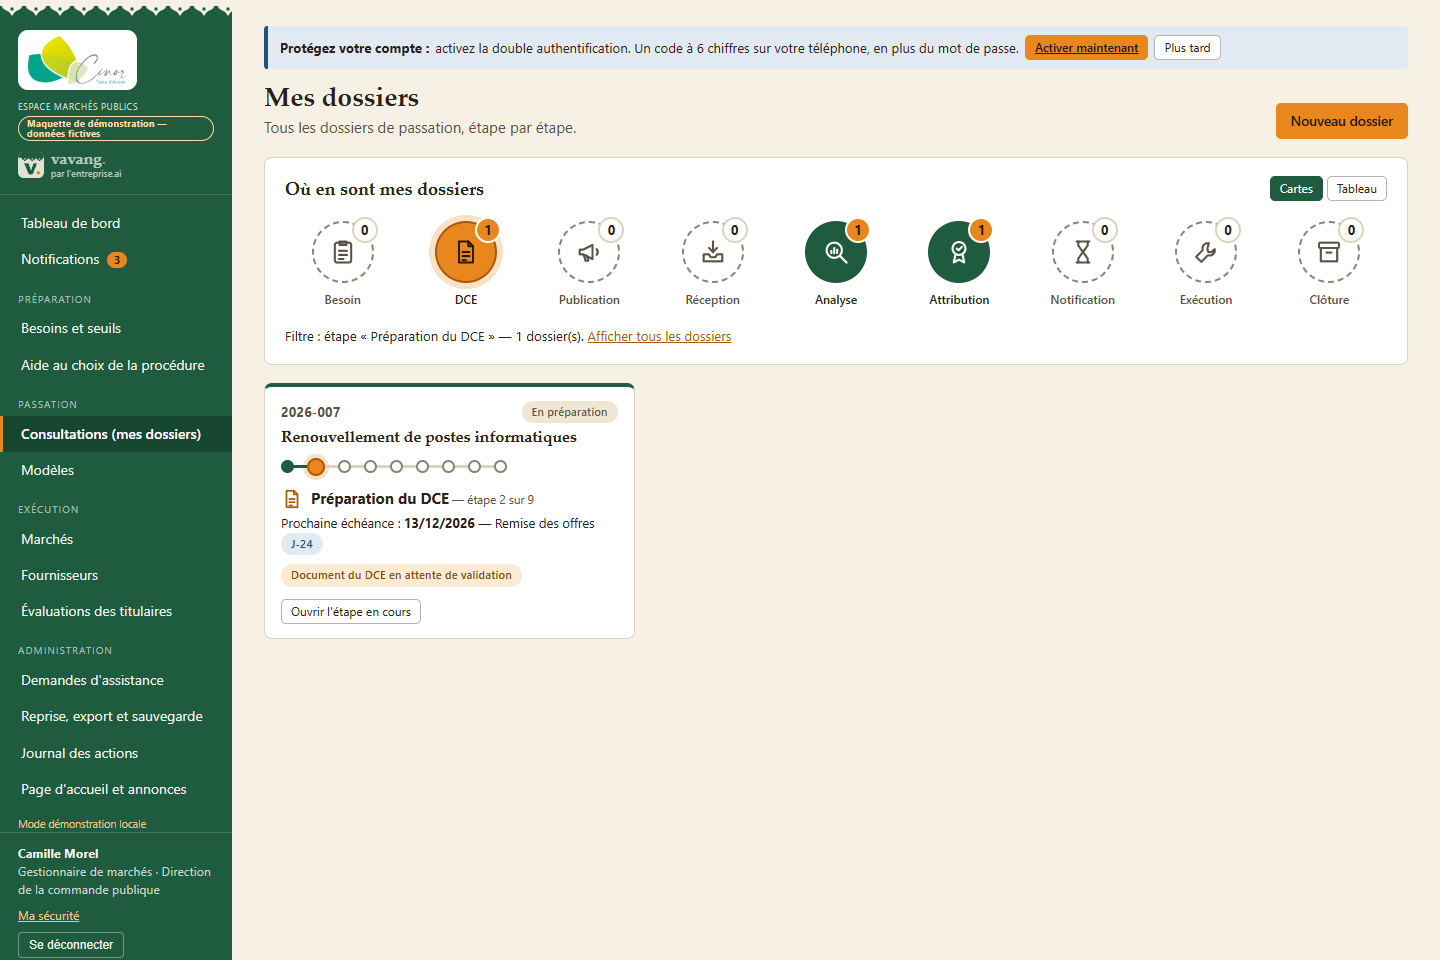 Cinor
Terre d'Avenir
ESPACE MARCHÉS PUBLICS
Maquette de démonstration —
données fictives
v.
vavang.
par l'entreprise.ai
Tableau de bord
Notifications 3
PRÉPARATION
Besoins et seuils
Aide au choix de la procédure
PASSATION
Consultations (mes dossiers)
Modèles
EXÉCUTION
Marchés
Fournisseurs
Évaluations des titulaires
ADMINISTRATION
Demandes d'assistance
Reprise, export et sauvegarde
Journal des actions
Page d'accueil et annonces
Mode démonstration locale
Camille Morel
Gestionnaire de marchés · Direction
de la commande publique
Ma sécurité
Se déconnecter
Protégez votre compte : activez la double authentification. Un code à 6 chiffres sur votre téléphone, en plus du mot de passe. Activer maintenant Plus tard
Mes dossiers
Tous les dossiers de passation, étape par étape.
Nouveau dossier
Où en sont mes dossiers
Cartes Tableau
0 1 0 0 1 1 0 0 0
Besoin DCE Publication Réception Analyse Attribution Notification Exécution Clôture
Filtre : étape « Préparation du DCE » — 1 dossier(s). Afficher tous les dossiers
2026-007 En préparation
Renouvellement de postes informatiques
Préparation du DCE — étape 2 sur 9
Prochaine échéance : 13/12/2026 — Remise des offres
J-24
Document du DCE en attente de validation
Ouvrir l'étape en cours